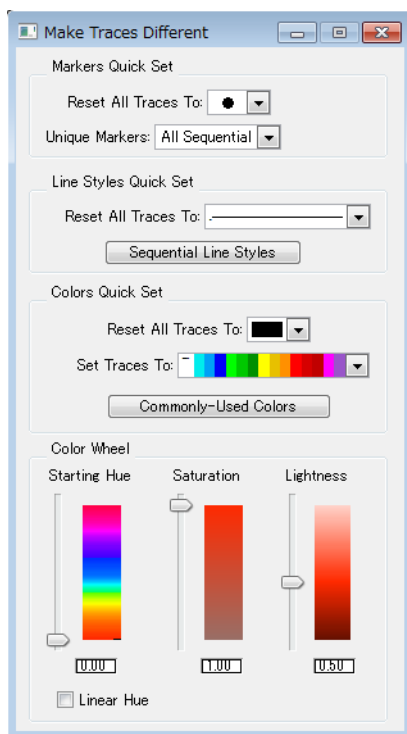 Make Traces Different
Markers Quick Set
Reset All Traces To:
Unique Markers: All Sequential
Line Styles Quick Set
Reset All Traces To:
Sequential Line Styles
Colors Quick Set
Reset All Traces To:
Set Traces To:
Commonly-Used Colors
Color Wheel
Starting Hue Saturation Lightness
0.00 1.00 0.50
Linear Hue